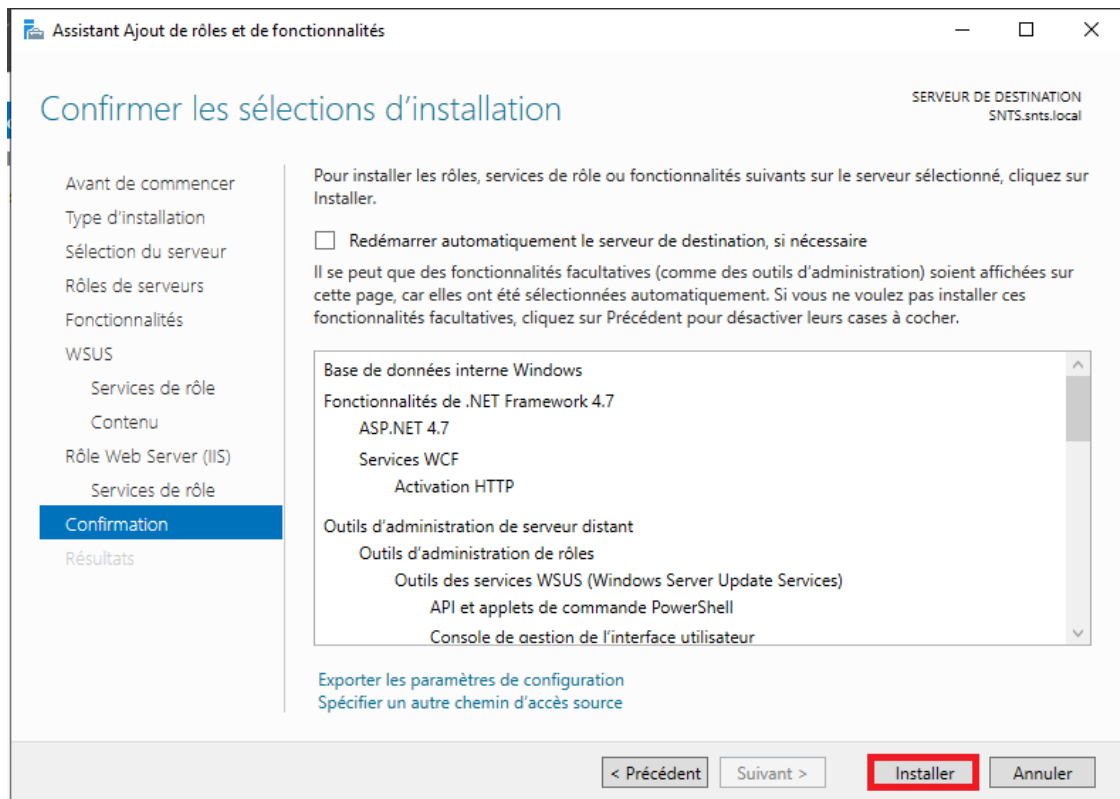 Assistant Ajout de rôles et de fonctionnalités
Confirmer les sélections d'installation
SERVEUR DE DESTINATION
SNTS.snts.local
Avant de commencer
Type d'installation
Sélection du serveur
Rôles de serveurs
Fonctionnalités
WSUS
Services de rôle
Contenu
Rôle Web Server (IIS)
Services de rôle
Confirmation
Résultats
Pour installer les rôles, services de rôle ou fonctionnalités suivants sur le serveur sélectionné, cliquez sur
Installer.
Redémarrer automatiquement le serveur de destination, si nécessaire
Il se peut que des fonctionnalités facultatives (comme des outils d'administration) soient affichées sur
cette page, car elles ont été sélectionnées automatiquement. Si vous ne voulez pas installer ces
fonctionnalités facultatives, cliquez sur Précédent pour désactiver leurs cases à cocher.
Base de données interne Windows
Fonctionnalités de .NET Framework 4.7
ASP.NET 4.7
Services WCF
Activation HTTP
Outils d'administration de serveur distant
Outils d'administration de rôles
Outils des services WSUS (Windows Server Update Services)
API et applets de commande PowerShell
Console de gestion de l'interface utilisateur
Exporter les paramètres de configuration
Spécifier un autre chemin d'accès source
< Précédent
Suivant >
Installer
Annuler